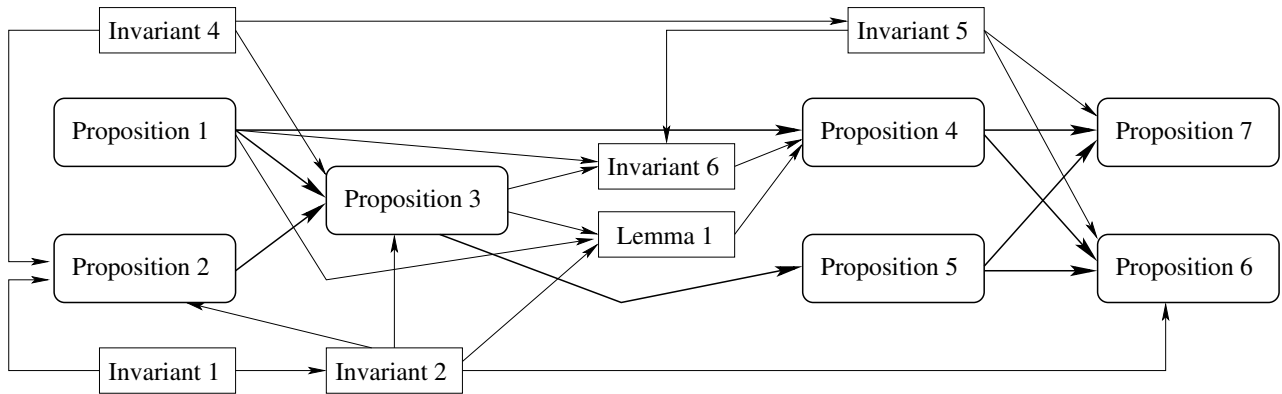 Invariant 4
Invariant 5
Proposition 1
Proposition 4
Proposition 7
Invariant 6
Proposition 3
Lemma 1
Proposition 2
Proposition 5
Proposition 6
Invariant 1
Invariant 2